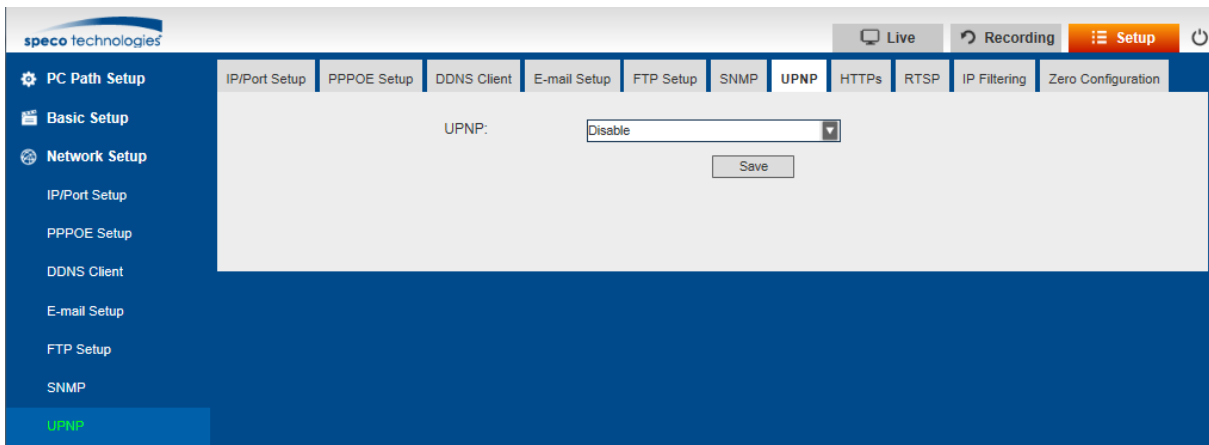 speco technologies
Live
Recording
Setup
PC Path Setup
Basic Setup
Network Setup
IP/Port Setup
PPPOE Setup
DDNS Client
E-mail Setup
FTP Setup
SNMP
UPNP
IP/Port Setup PPPOE Setup DDNS Client E-mail Setup FTP Setup SNMP UPNP HTTPs RTSP IP Filtering Zero Configuration
UPNP: Disable
Save